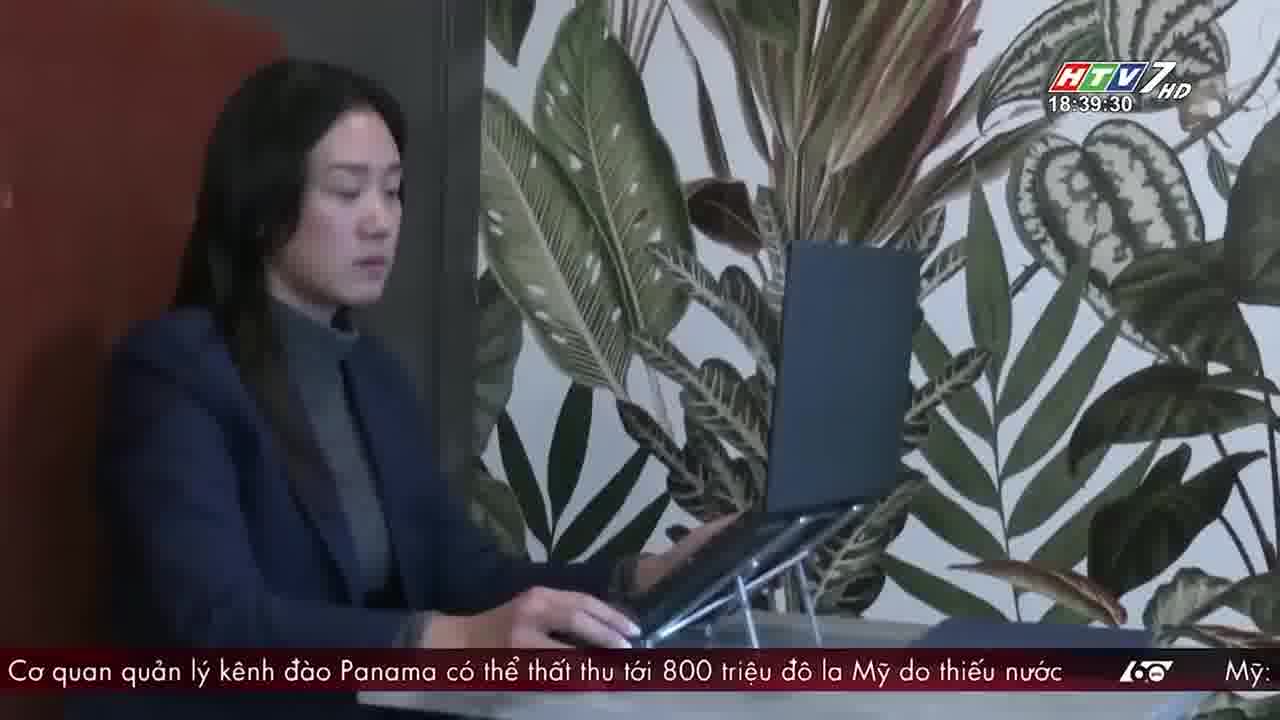 HTV7 HD
18:39:30
Cơ quan quản lý kênh đào Panama có thể thất thu tới 800 triệu đô la Mỹ do thiếu nước 60 Mỹ: